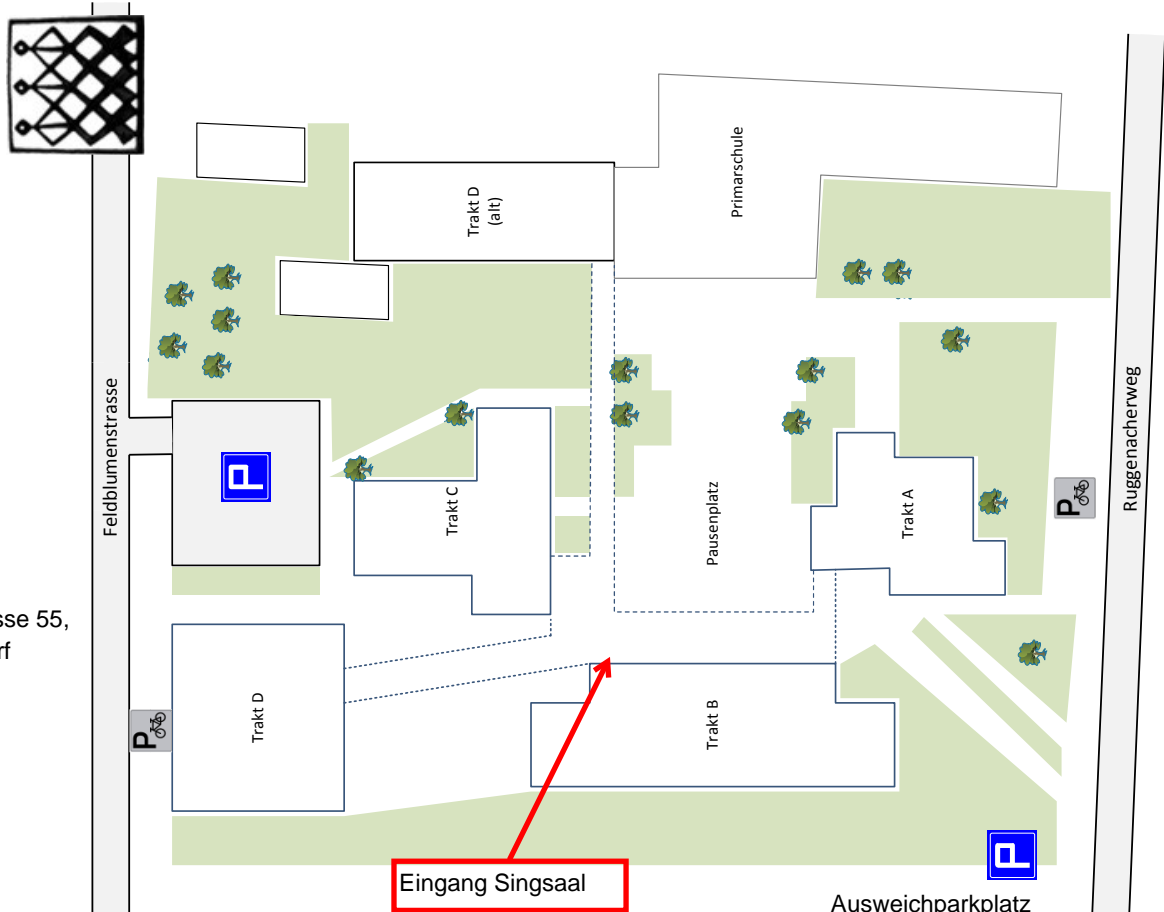 Primarschule
Trakt D
(alt)
Feldblumenstrasse
P
Trakt C
Pausenplatz
Trakt A
P
Ruggenacherweg
sse 55,
rf
P
Trakt D
Trakt B
Eingang Singsaal
P
Ausweichparkplatz